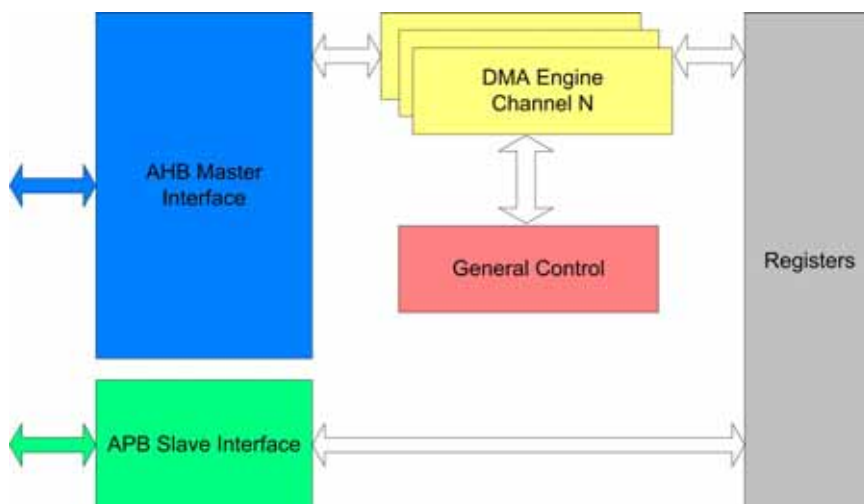 DMA Engine
Channel N
AHB Master
Interface
General Control
Registers
APB Slave Interface